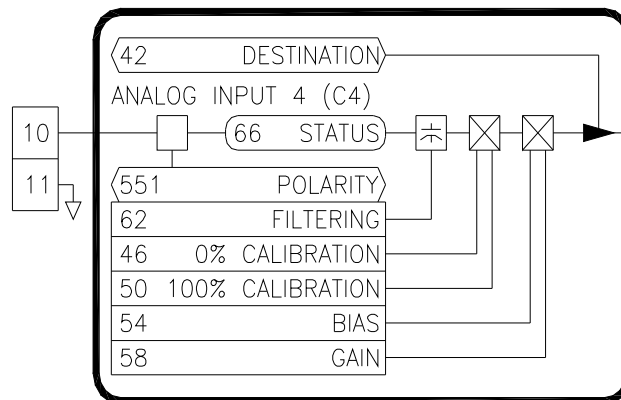 42 DESTINATION
ANALOG INPUT 4 (C4)
10
66 STATUS
11
551 POLARITY
62 FILTERING
46 0% CALIBRATION
50 100% CALIBRATION
54 BIAS
58 GAIN